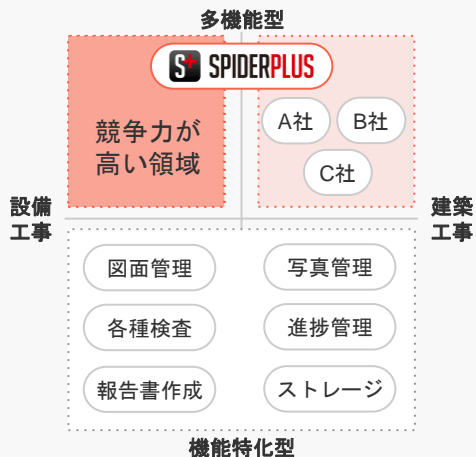 多機能型
S+ SPIDERPLUS
競争力が
高い領域
A社 B社
C社
設備
工事
建築
工事
図面管理 写真管理
各種検査 進捗管理
報告書作成 ストレージ
機能特化型